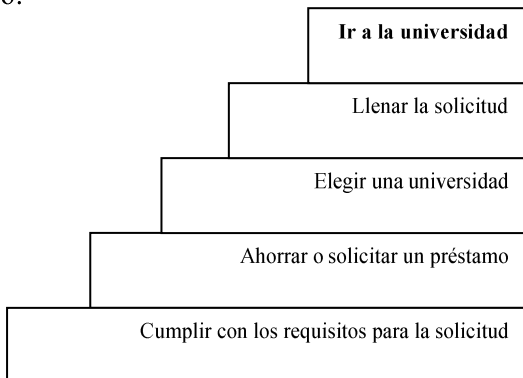 Ir a la universidad
Llenar la solicitud
Elegir una universidad
Ahorrar o solicitar un préstamo
Cumplir con los requisitos para la solicitud